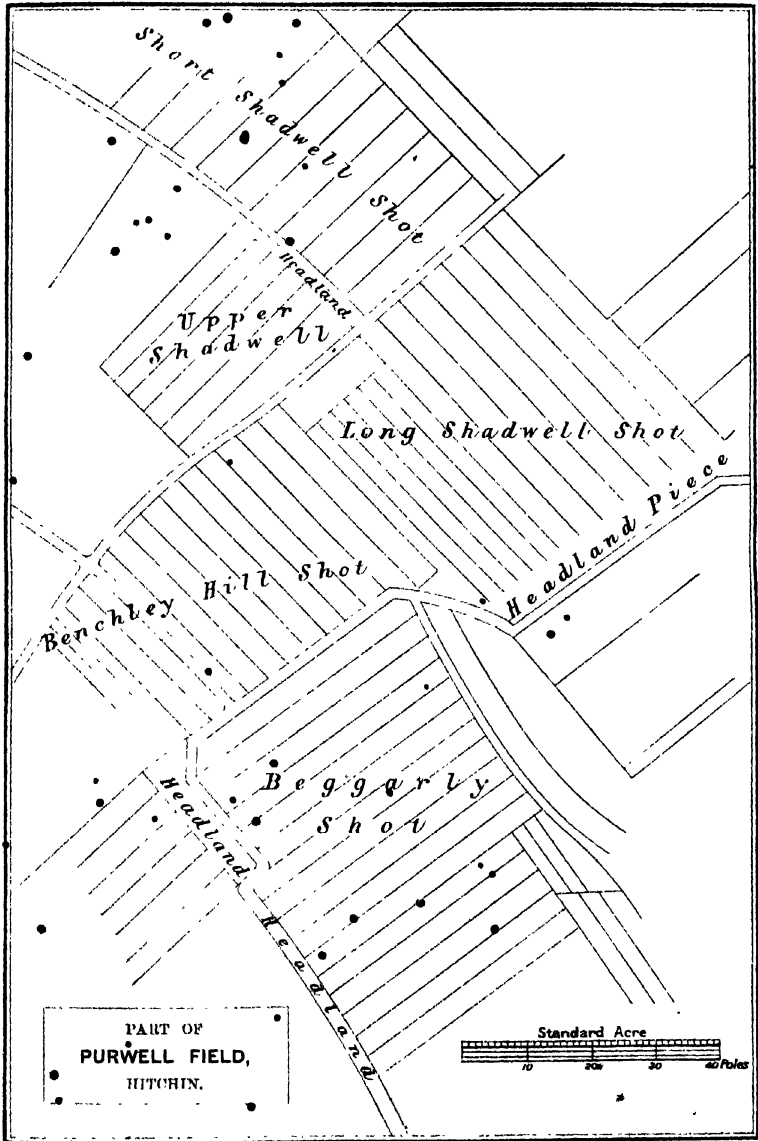 Short Shadwell Shot
Headland
Upper
Shadwell
Long Shadwell Shot
Headland Piece
Benchley Hill Shot
Beggarly
Shot
Headland
Headland
PART OF
PURWELL FIELD,
HITCHIN.
Standard Acre
10 20 30 40 Poles